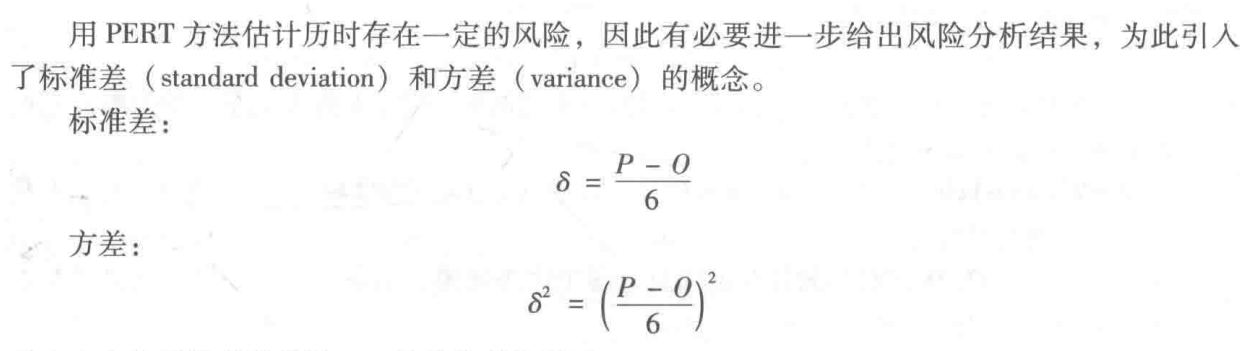 用 PERT 方法估计历时存在一定的风险，因此有必要进一步给出风险分析结果，为此引入
了标准差（standard deviation）和方差（variance）的概念。
标准差：
δ = \frac{P - O}{6}
方差：
δ² = \left(\frac{P - O}{6}\right)²